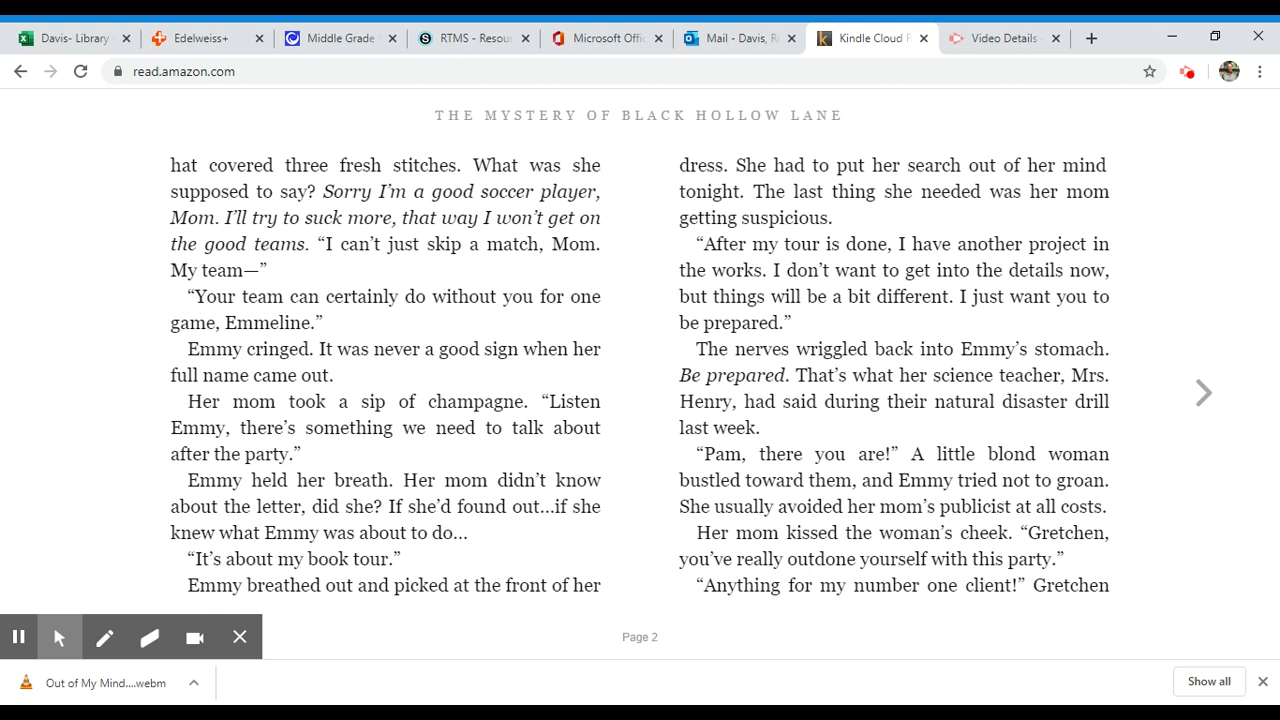 Davis- Library
Edelweiss+
Middle Grade
RTMS - Resou
Microsoft Offi
Mail - Davis, R
Kindle Cloud R
Video Details -
read.amazon.com
THE MYSTERY OF BLACK HOLLOW LANE
hat covered three fresh stitches. What was she
supposed to say? Sorry I'm a good soccer player,
Mom. I'll try to suck more, that way I won't get on
the good teams. “I can't just skip a match, Mom.
My team—”
“Your team can certainly do without you for one
game, Emmeline.”
Emmy cringed. It was never a good sign when her
full name came out.
Her mom took a sip of champagne. “Listen
Emmy, there's something we need to talk about
after the party.”
Emmy held her breath. Her mom didn't know
about the letter, did she? If she'd found out...if she
knew what Emmy was about to do...
“It's about my book tour.”
Emmy breathed out and picked at the front of her
dress. She had to put her search out of her mind
tonight. The last thing she needed was her mom
getting suspicious.
“After my tour is done, I have another project in
the works. I don't want to get into the details now,
but things will be a bit different. I just want you to
be prepared.”
The nerves wriggled back into Emmy's stomach.
Be prepared. That's what her science teacher, Mrs.
Henry, had said during their natural disaster drill
last week.
“Pam, there you are!” A little blond woman
bustled toward them, and Emmy tried not to groan.
She usually avoided her mom's publicist at all costs.
Her mom kissed the woman's cheek. “Gretchen,
you've really outdone yourself with this party.”
“Anything for my number one client!” Gretchen
Page 2
Out of My Mind....webm
Show all